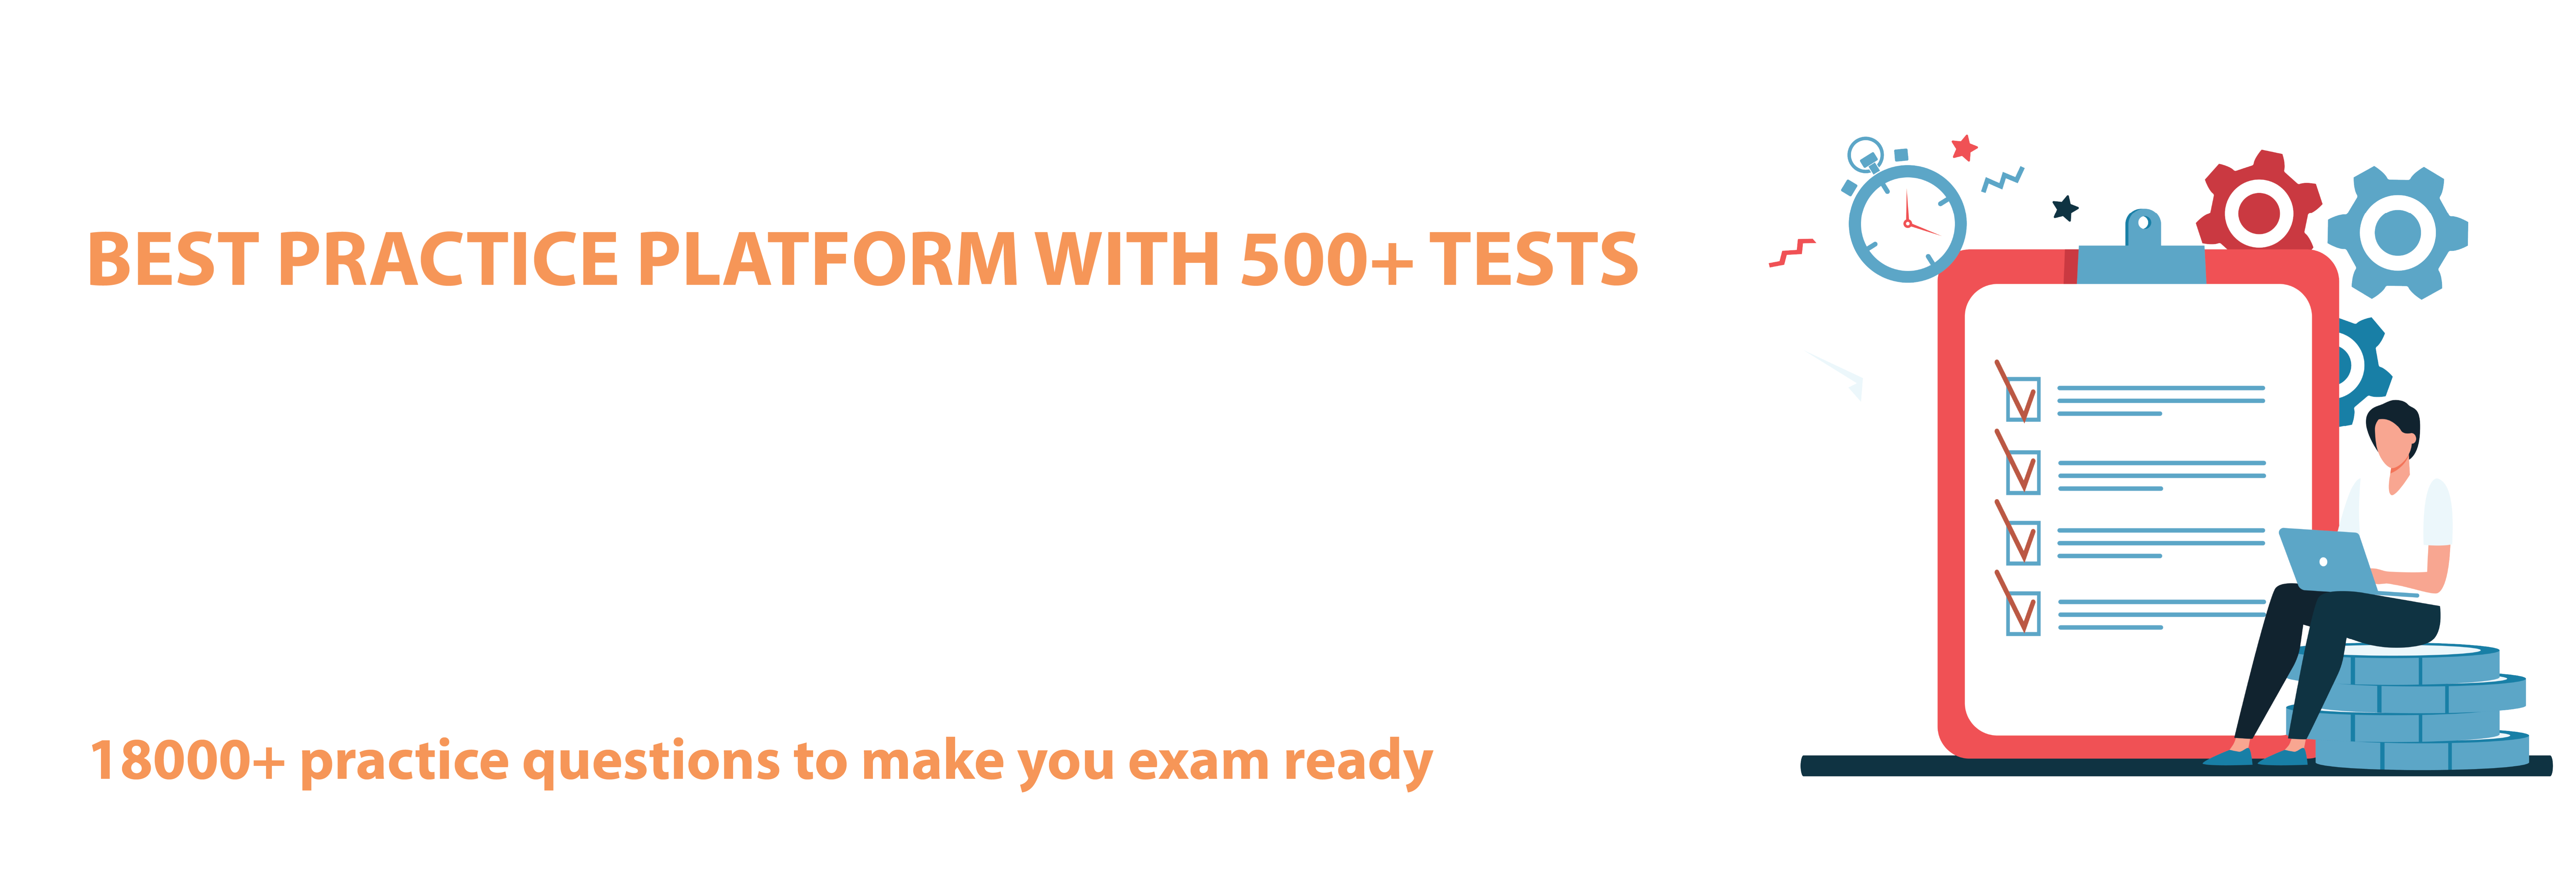 BEST PRACTICE PLATFORM WITH 500+ TESTS
18000+ practice questions to make you exam ready